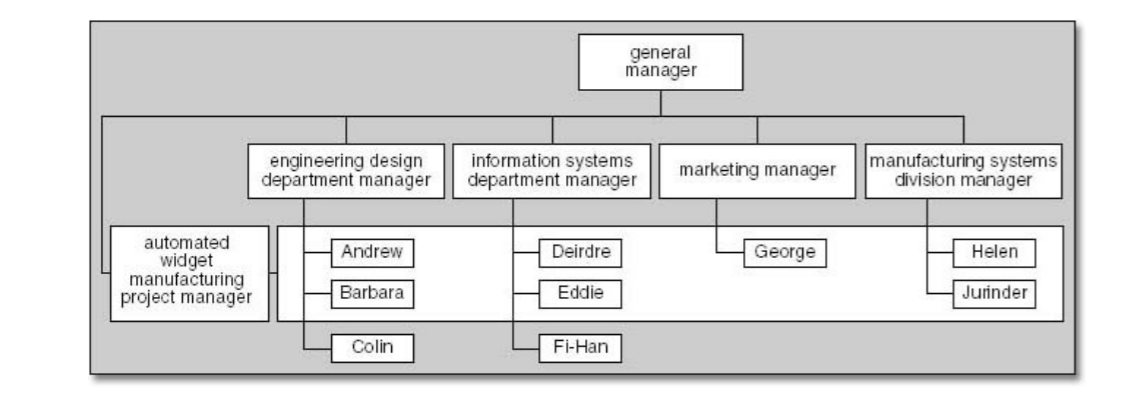 general
manager
engineering design
department manager
information systems
department manager
marketing manager
manufacturing systems
division manager
automated
widget
manufacturing
project manager
Andrew
Deirdre
George
Helen
Barbara
Eddie
Jurinder
Colin
Fi-Han